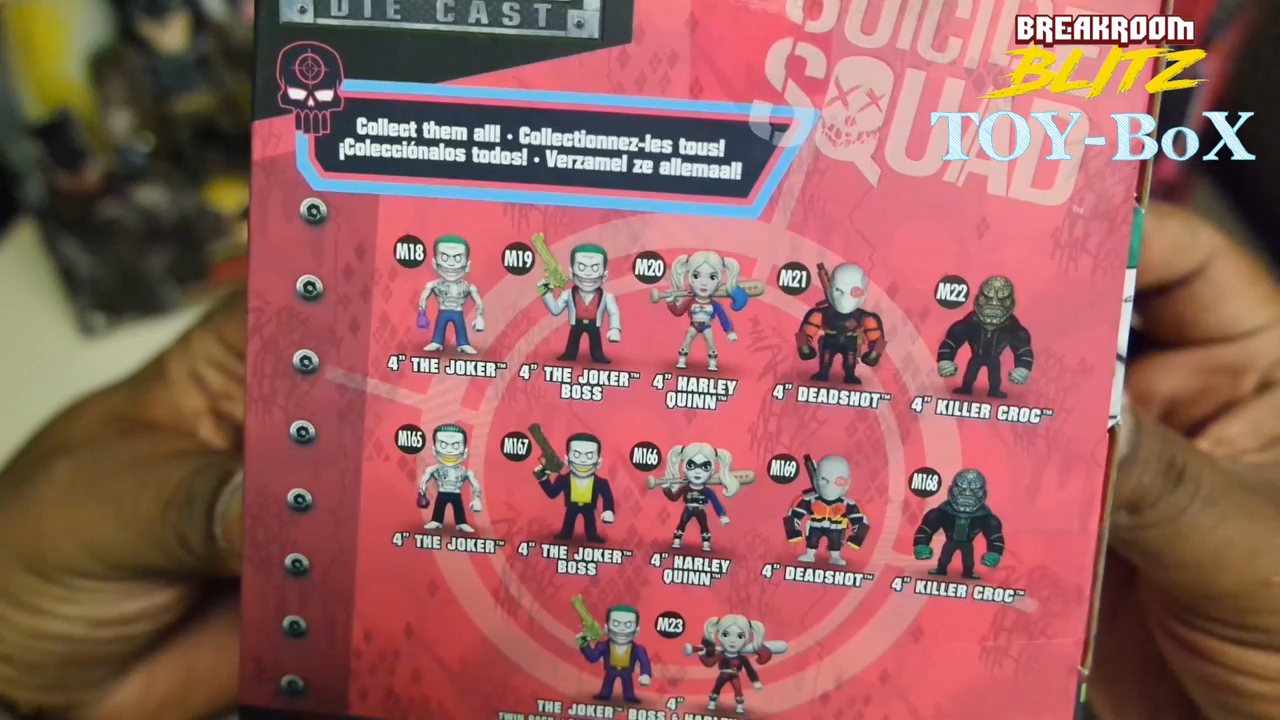 DIE CAST
SUICIDE
SQUAD
BREAKROOM
BLITZ
TOY-BoX
Collect them all! · Collectionnez-les tous!
¡Colecciónalos todos! · Verzamel ze allemaal!
M18 M19 M20 M21 M22
4" THE JOKER™ 4" THE JOKER™ BOSS 4" HARLEY QUINN™ 4" DEADSHOT™ 4" KILLER CROC™
M165 M167 M166 M169 M168
4" THE JOKER™ 4" THE JOKER™ BOSS 4" HARLEY QUINN™ 4" DEADSHOT™ 4" KILLER CROC™
M23
4"
THE JOKER™ BOSS & HARLEY
TWIN PACK